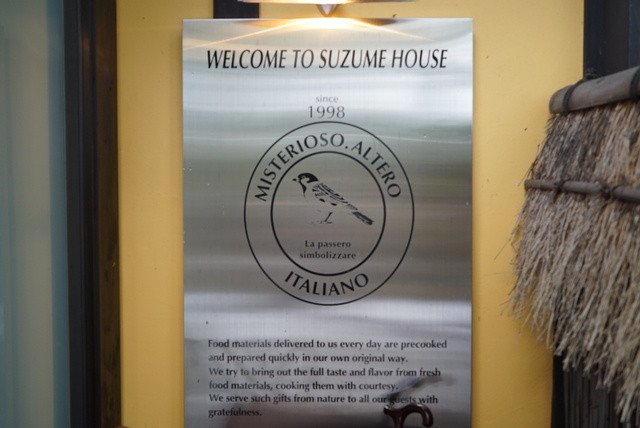 WELCOME TO SUZUME HOUSE
since
1998
MISTERIOSO.ALTERO
La passero
simbolizzare
ITALIANO
Food materials delivered to us every day are precooked
and prepared quickly in our own original way.
We try to bring out the full taste and flavor from fresh
food materials, cooking them with courtesy.
We serve such gifts from nature to all our guests with
gratefulness.